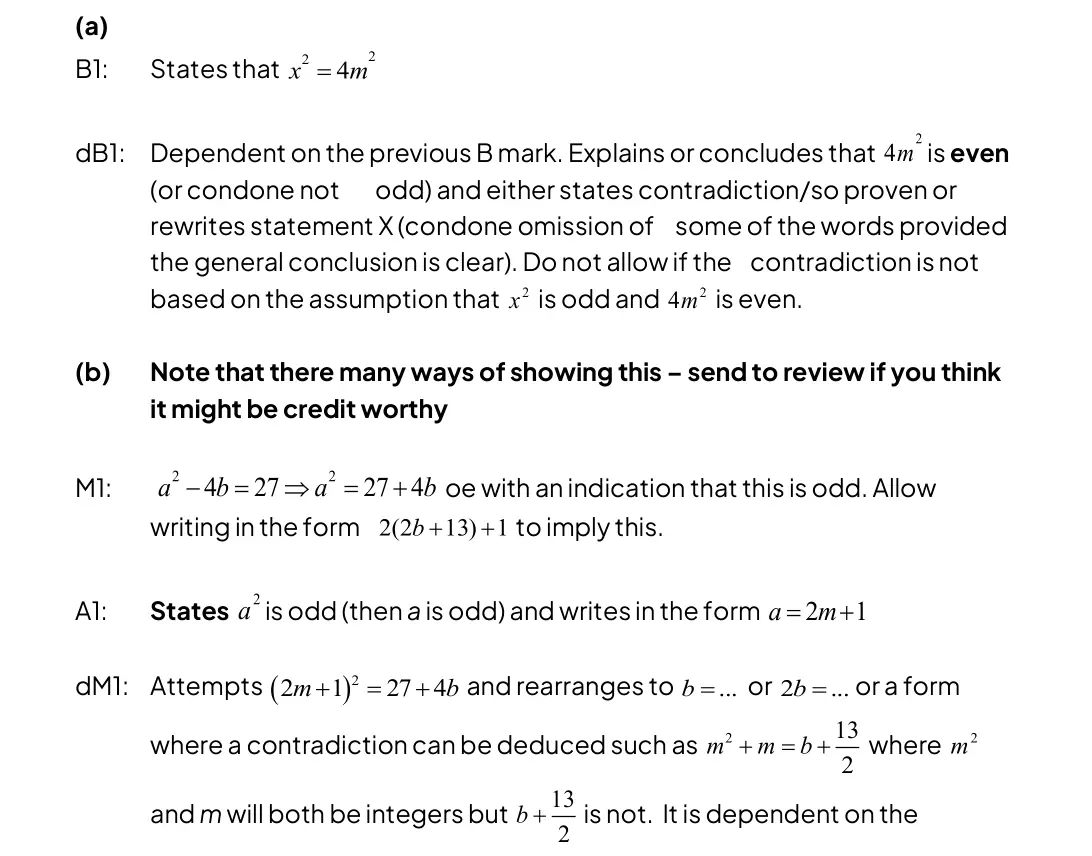 (a)
B1: States that x² = 4m²
dB1: Dependent on the previous B mark. Explains or concludes that 4m² is even
(or condone not odd) and either states contradiction/so proven or
rewrites statement X (condone omission of some of the words provided
the general conclusion is clear). Do not allow if the contradiction is not
based on the assumption that x² is odd and 4m² is even.
(b) Note that there many ways of showing this – send to review if you think
it might be credit worthy
M1: a² – 4b = 27 ⇒ a² = 27 + 4b oe with an indication that this is odd. Allow
writing in the form 2(2b + 13) + 1 to imply this.
A1: States a² is odd (then a is odd) and writes in the form a = 2m + 1
dM1: Attempts (2m + 1)² = 27 + 4b and rearranges to b = ... or 2b = ... or a form
where a contradiction can be deduced such as m² + m = b + 13/2 where m²
and m will both be integers but b + 13/2 is not. It is dependent on the